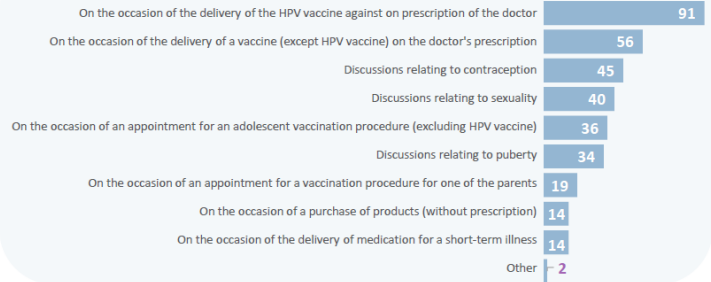 On the occasion of the delivery of the HPV vaccine against on prescription of the doctor 91
On the occasion of the delivery of a vaccine (except HPV vaccine) on the doctor's prescription 56
Discussions relating to contraception 45
Discussions relating to sexuality 40
On the occasion of an appointment for an adolescent vaccination procedure (excluding HPV vaccine) 36
Discussions relating to puberty 34
On the occasion of an appointment for a vaccination procedure for one of the parents 19
On the occasion of a purchase of products (without prescription) 14
On the occasion of the delivery of medication for a short-term illness 14
Other 2